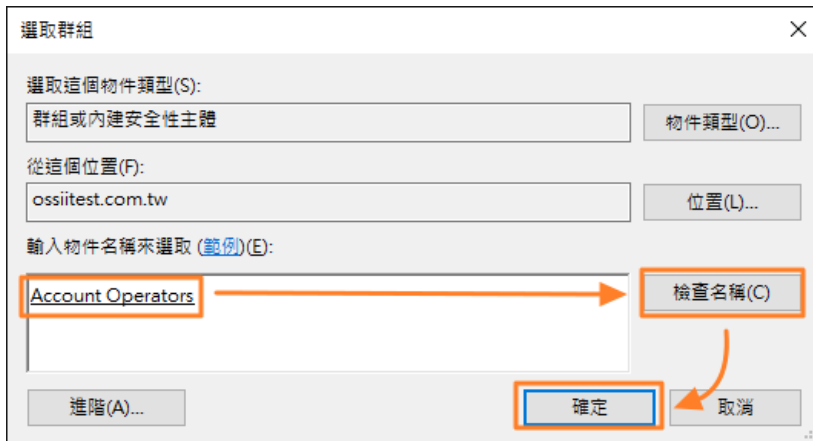 選取群組
選取這個物件類型(S):
群組或內建安全性主體
物件類型(O)...
從這個位置(F):
ossiitest.com.tw
位置(L)...
輸入物件名稱來選取 (範例)(E):
Account Operators
檢查名稱(C)
進階(A)...
確定
取消